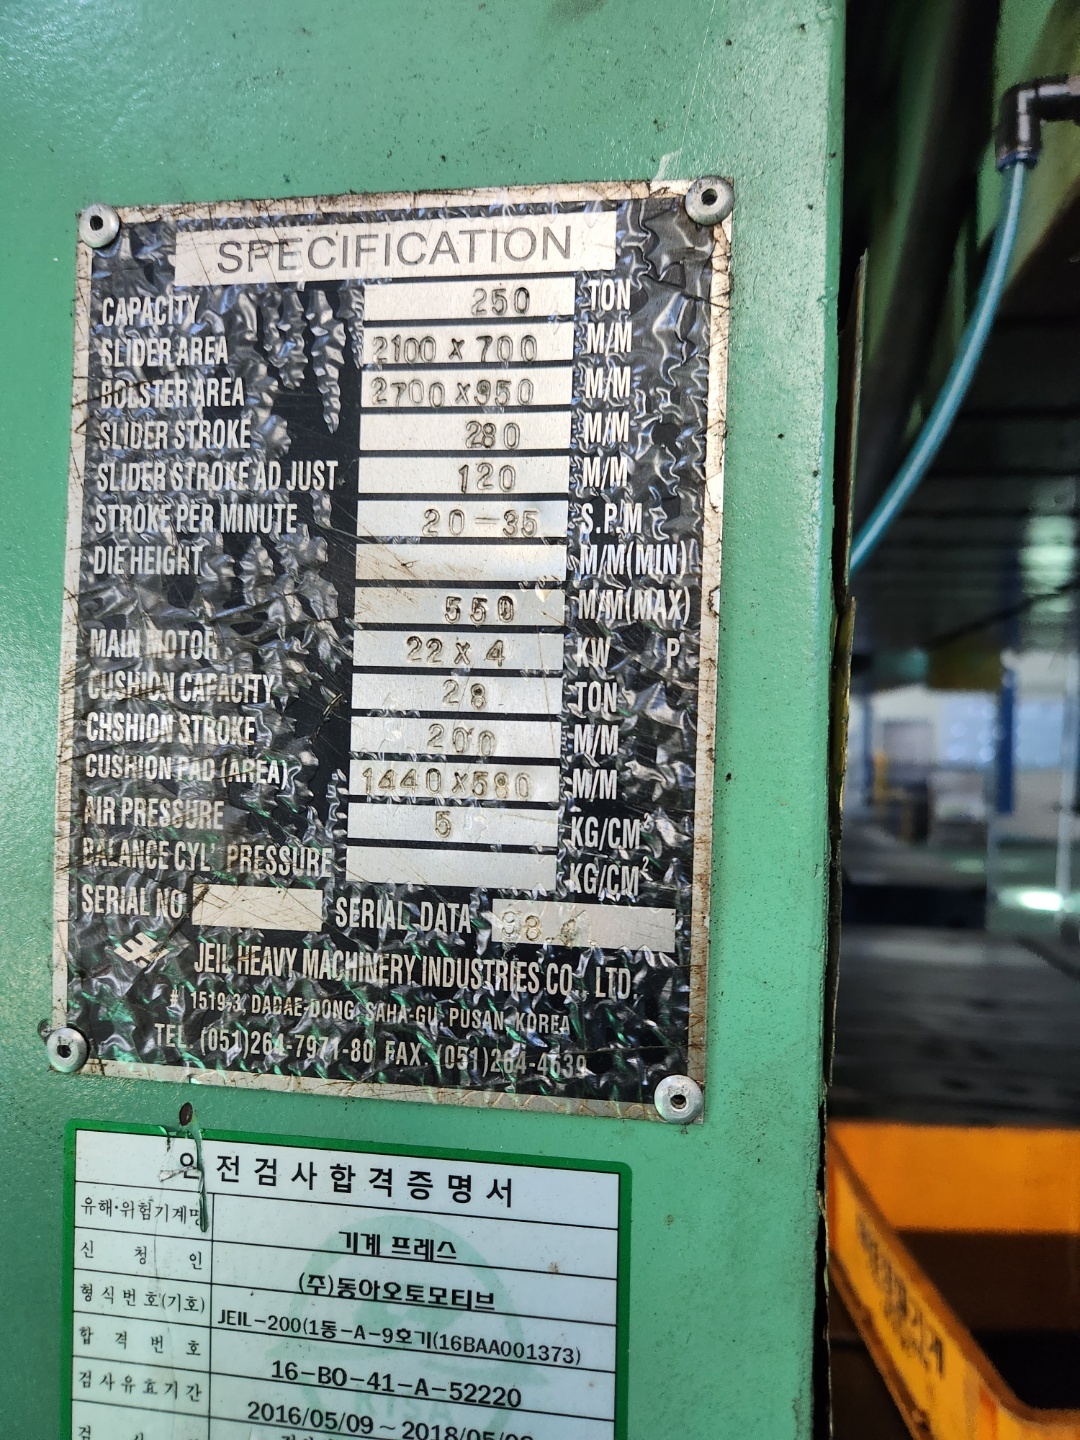 SPECIFICATION
CAPACITY 250 TON
SLIDER AREA 2100 X 700 M/M
BOLSTER AREA 2700 X 950 M/M
SLIDER STROKE 280 M/M
SLIDER STROKE AD JUST 120 M/M
STROKE PER MINUTE 20-35 S.P.M
DIE HEIGHT M/M(MIN)
550 M/M(MAX)
MAIN MOTOR 22 X 4 KW P
CUSHION CAPACITY 28 TON
CHSHION STROKE 200 M/M
CUSHION PAD (AREA) 1440X580 M/M
AIR PRESSURE 5 KG/CM²
BALANCE CYL' PRESSURE KG/CM²
SERIAL NO SERIAL DATA
JEIL HEAVY MACHINERY INDUSTRIES CO., LTD.
# 1519-3, DADAE-DONG, SAHA-GU, PUSAN, KOREA
TEL. (051)264-7971-80 FAX. (051)264-4639
안전검사합격증명서
유해·위험기계명 기계 프레스
신청인 (주)동아오토모티브
형식번호(기호) JEIL-200(1동-A-9호기(16BAA001373)
합격번호 16-BO-41-A-52220
검사유효기간 2016/05/09 ~ 2018/05/08